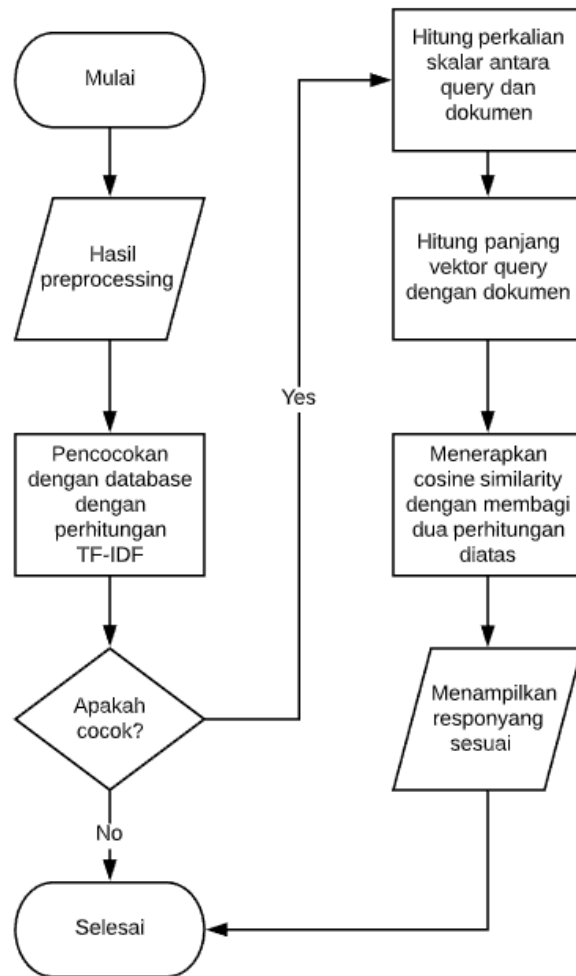 Mulai
Hasil
preprocessing
Pencocokan
dengan database
dengan
perhitungan
TF-IDF
Apakah
cocok?
No
Selesai
Yes
Hitung perkalian
skalar antara
query dan
dokumen
Hitung panjang
vektor query
dengan dokumen
Menerapkan
cosine similarity
dengan membagi
dua perhitungan
diatas
Menampilkan
responyang
sesuai